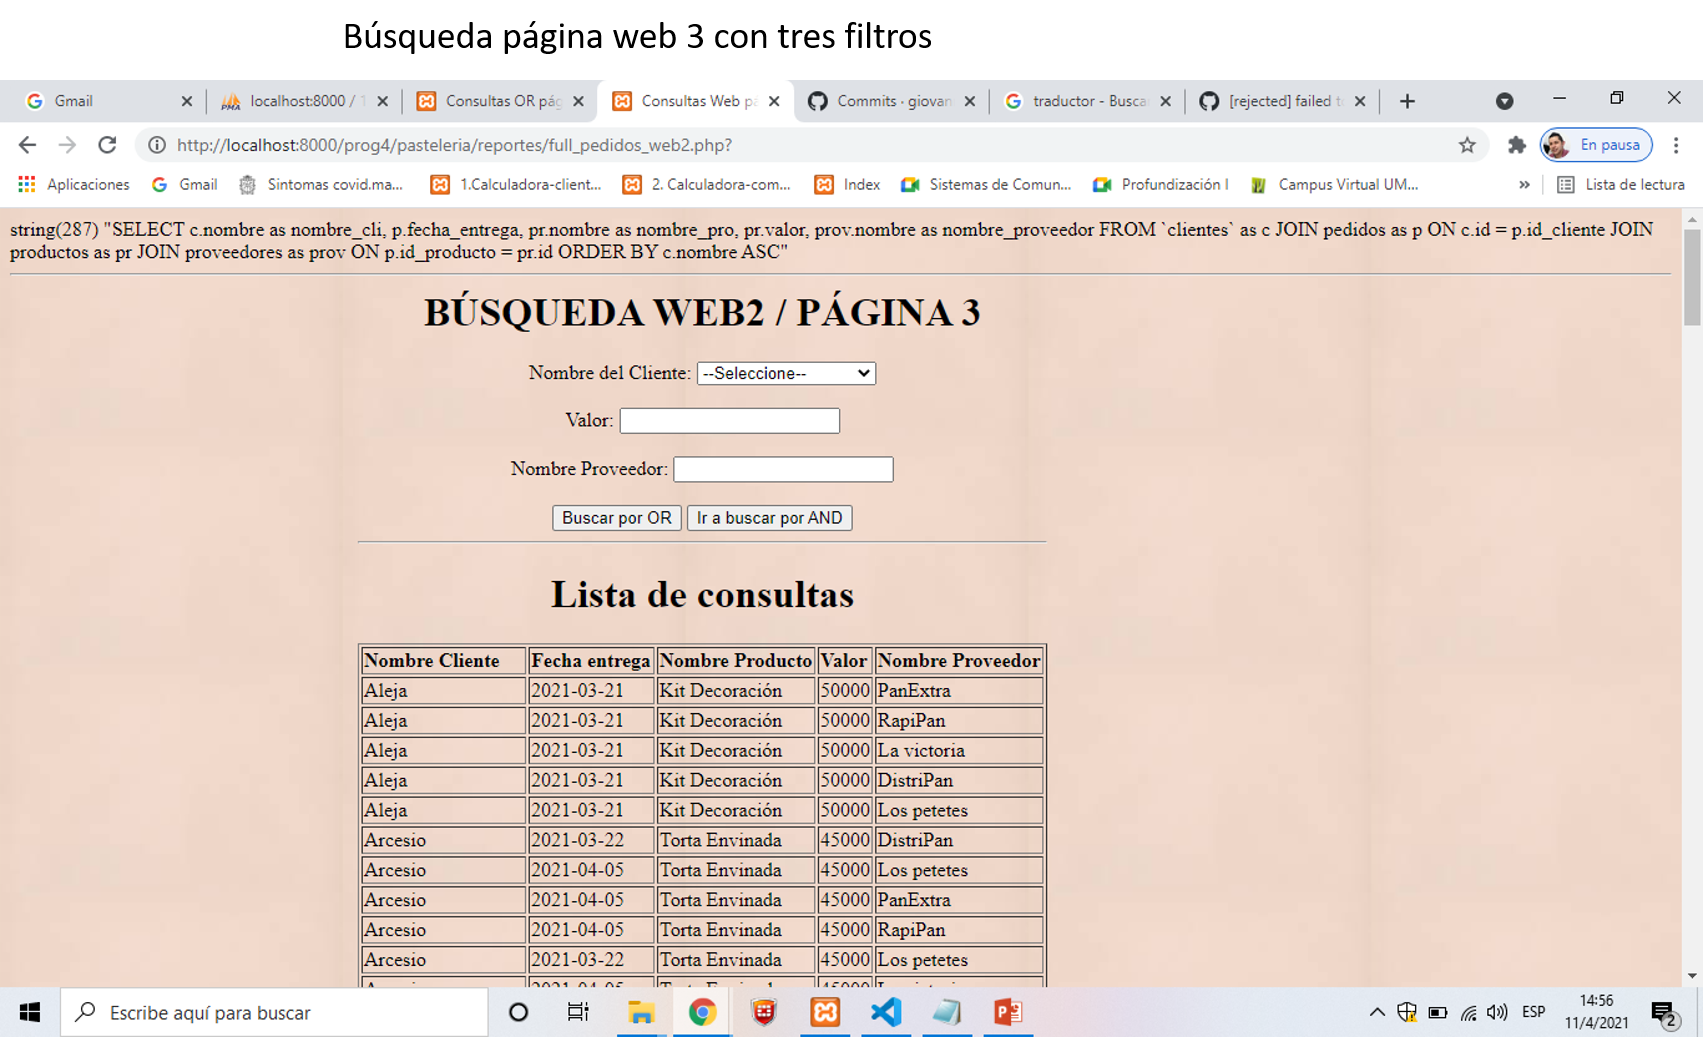 Búsqueda página web 3 con tres filtros
Gmail
localhost:8000 / 1
Consultas OR pág
Consultas Web pa
Commits · giovan
traductor - Busca
[rejected] failed t
http://localhost:8000/prog4/pasteleria/reportes/full_pedidos_web2.php?
En pausa
Aplicaciones
Gmail
Sintomas covid.ma...
1.Calculadora-client...
2. Calculadora-com...
Index
Sistemas de Comun...
Profundización I
Campus Virtual UM...
»
Lista de lectura
string(287) "SELECT c.nombre as nombre_cli, p.fecha_entrega, pr.nombre as nombre_pro, pr.valor, prov.nombre as nombre_proveedor FROM `clientes` as c JOIN pedidos as p ON c.id = p.id_cliente JOIN
productos as pr JOIN proveedores as prov ON p.id_producto = pr.id ORDER BY c.nombre ASC"
BÚSQUEDA WEB2 / PÁGINA 3
Nombre del Cliente: --Seleccione--
Valor:
Nombre Proveedor:
Buscar por OR Ir a buscar por AND
Lista de consultas
Nombre Cliente Fecha entrega Nombre Producto Valor Nombre Proveedor
Aleja 2021-03-21 Kit Decoración 50000 PanExtra
Aleja 2021-03-21 Kit Decoración 50000 RapiPan
Aleja 2021-03-21 Kit Decoración 50000 La victoria
Aleja 2021-03-21 Kit Decoración 50000 DistriPan
Aleja 2021-03-21 Kit Decoración 50000 Los petetes
Arcesio 2021-03-22 Torta Envinada 45000 DistriPan
Arcesio 2021-04-05 Torta Envinada 45000 Los petetes
Arcesio 2021-04-05 Torta Envinada 45000 PanExtra
Arcesio 2021-04-05 Torta Envinada 45000 RapiPan
Arcesio 2021-03-22 Torta Envinada 45000 Los petetes
Escribe aquí para buscar
ESP
14:56
11/4/2021
2